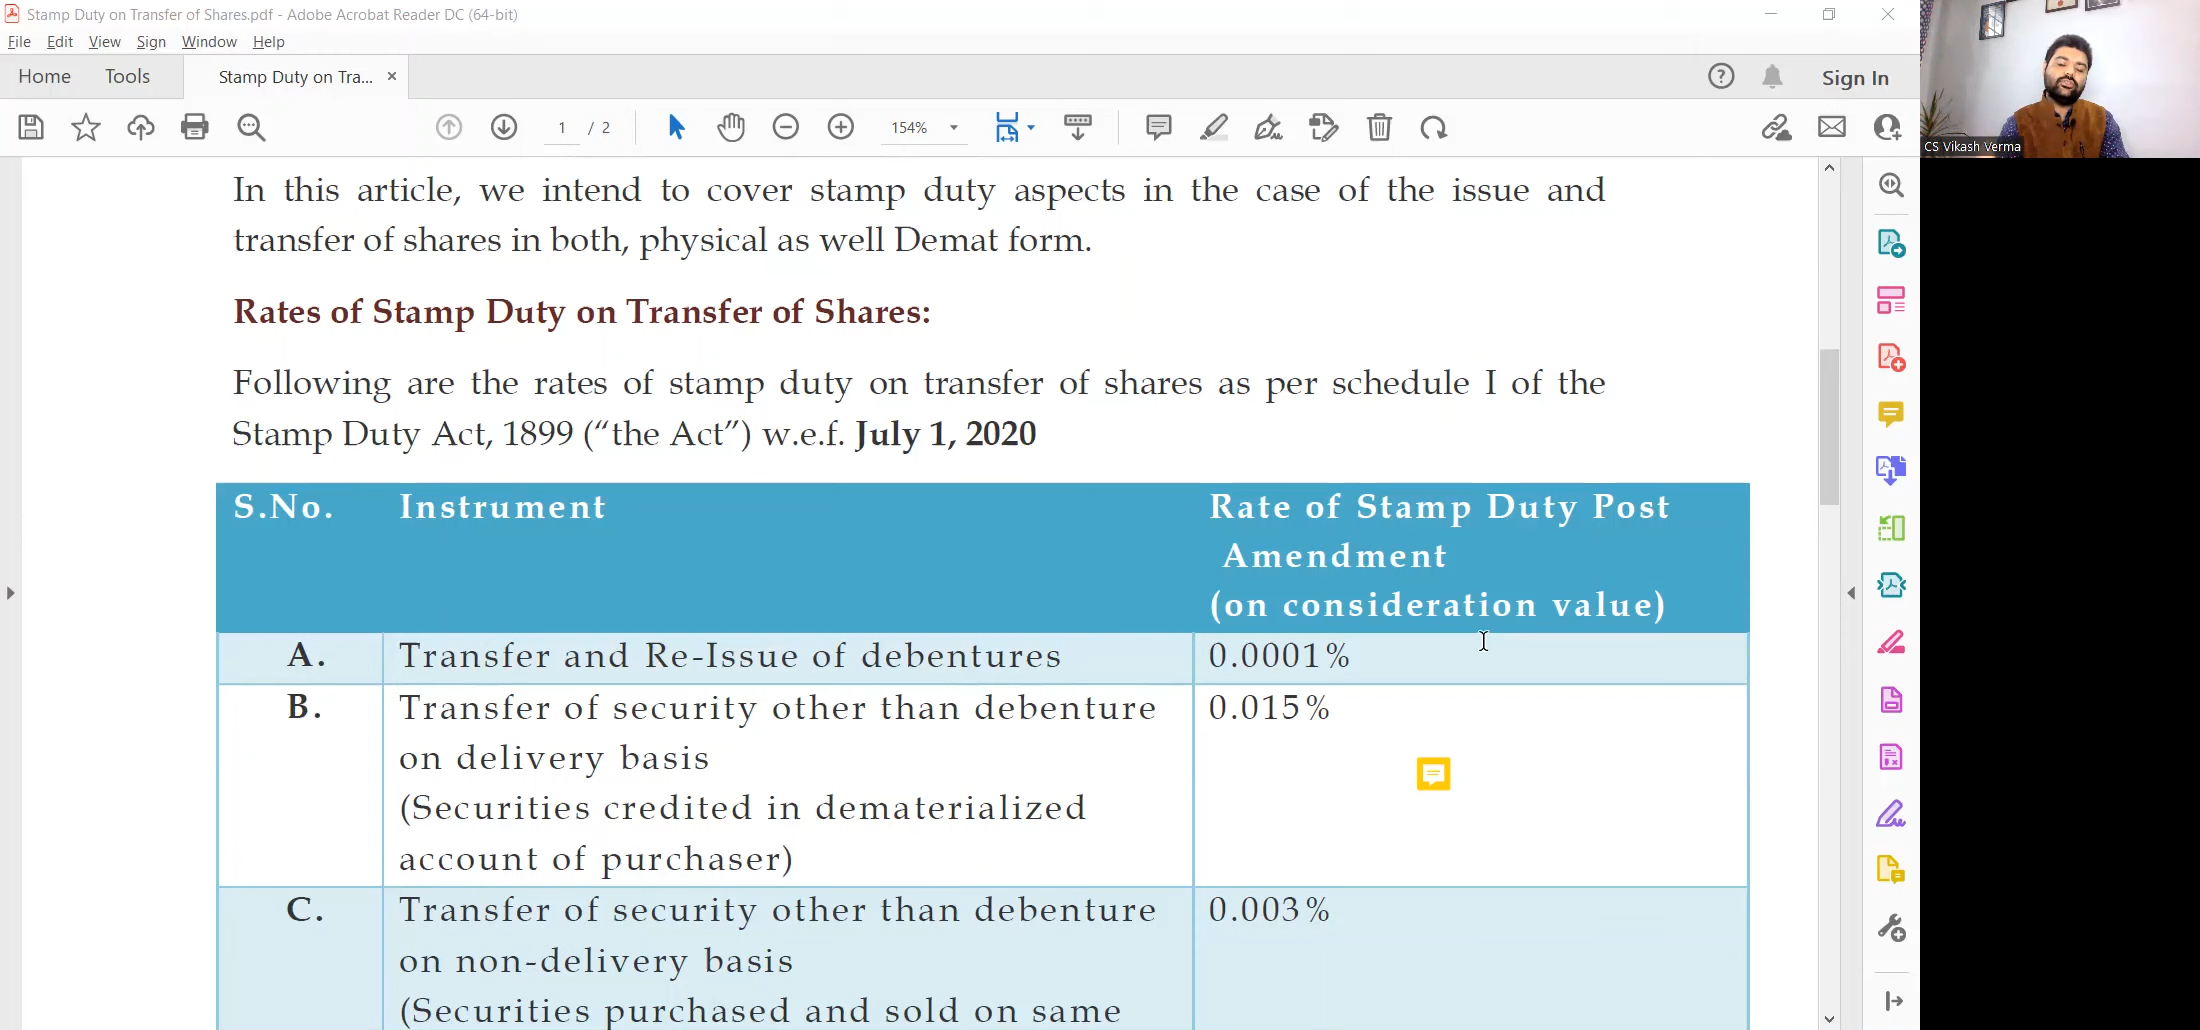 Stamp Duty on Transfer of Shares.pdf - Adobe Acrobat Reader DC (64-bit)
File Edit View Sign Window Help
Home Tools Stamp Duty on Tra... × Sign In
1 / 2 154%
CS Vikash Verma
In this article, we intend to cover stamp duty aspects in the case of the issue and
transfer of shares in both, physical as well Demat form.
Rates of Stamp Duty on Transfer of Shares:
Following are the rates of stamp duty on transfer of shares as per schedule I of the
Stamp Duty Act, 1899 (“the Act”) w.e.f. July 1, 2020
S.No. Instrument Rate of Stamp Duty Post
Amendment
(on consideration value)
A. Transfer and Re-Issue of debentures 0.0001%
B. Transfer of security other than debenture 0.015%
on delivery basis
(Securities credited in dematerialized
account of purchaser)
C. Transfer of security other than debenture 0.003%
on non-delivery basis
(Securities purchased and sold on same